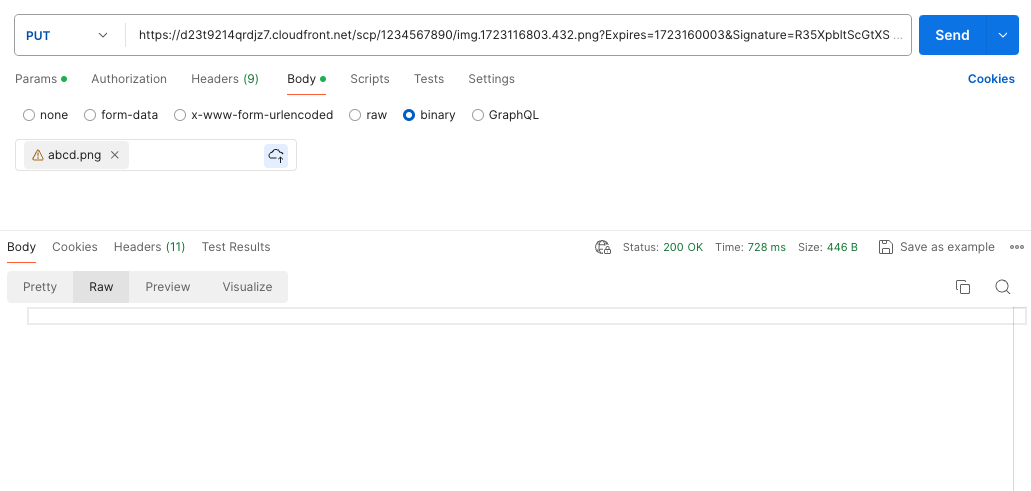 PUT https://d23t9214qrdjz7.cloudfront.net/scp/1234567890/img.1723116803.432.png?Expires=1723160003&Signature=R35XpbItScGtXS ... Send
Params Authorization Headers (9) Body Scripts Tests Settings Cookies
none form-data x-www-form-urlencoded raw binary GraphQL
abcd.png
Body Cookies Headers (11) Test Results Status: 200 OK Time: 728 ms Size: 446 B Save as example
Pretty Raw Preview Visualize